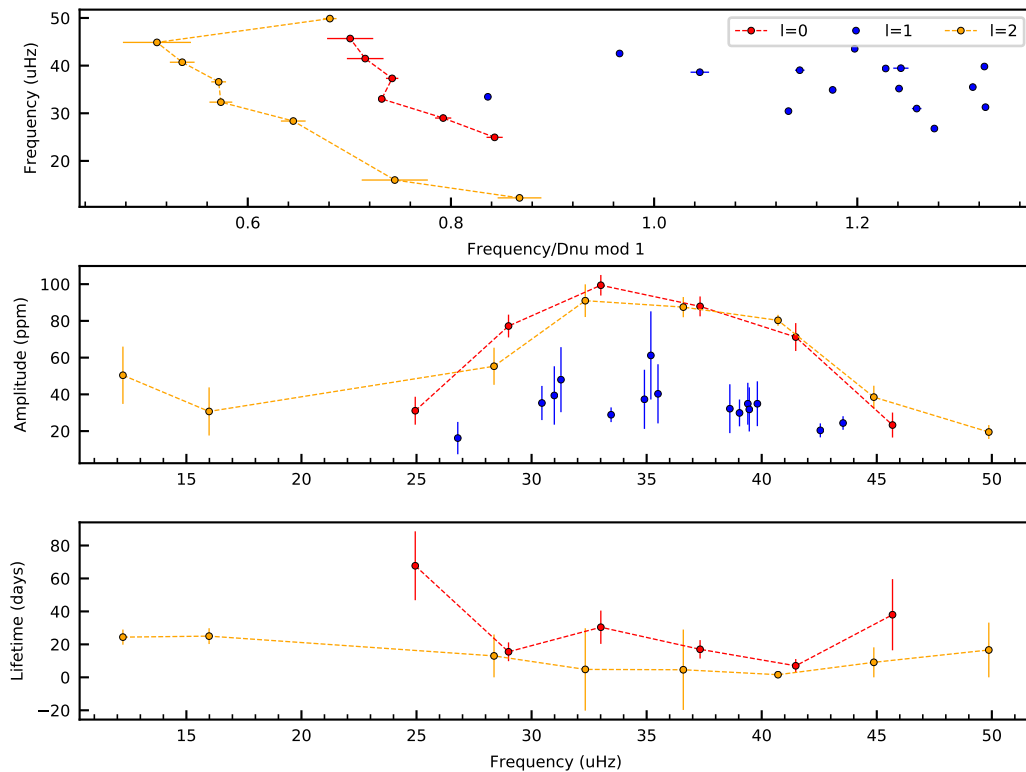 50
40
30
20
Frequency (uHz)
l=0 l=1 l=2
0.6 0.8 1.0 1.2
Frequency/Dnu mod 1
100
80
60
40
20
Amplitude (ppm)
15 20 25 30 35 40 45 50
80
60
40
20
0
−20
Lifetime (days)
15 20 25 30 35 40 45 50
Frequency (uHz)